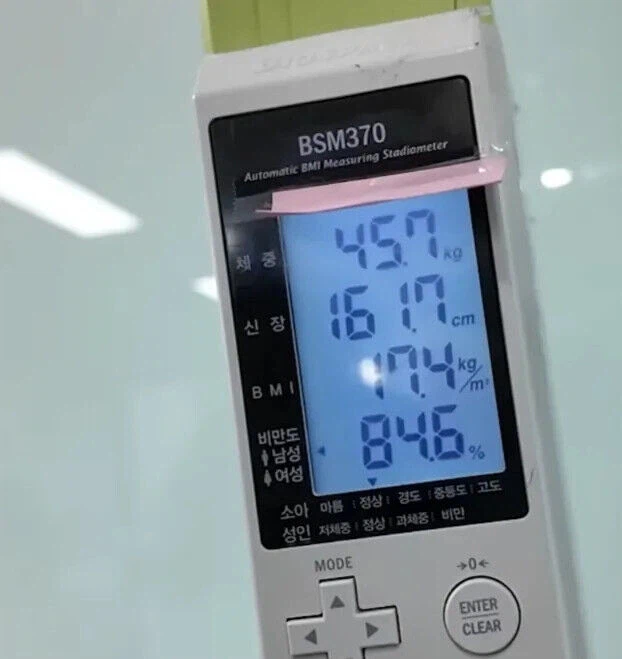 BSM370
Automatic BMI Measuring Stadiometer
체 중 45.7 kg
신 장 161.7 cm
BMI 17.4 kg/m²
비만도 84.6 %
남성
여성
소아 마름 정상 경도 중등도 고도
성인 저체중 정상 과체중 비만
MODE →0←
ENTER
CLEAR